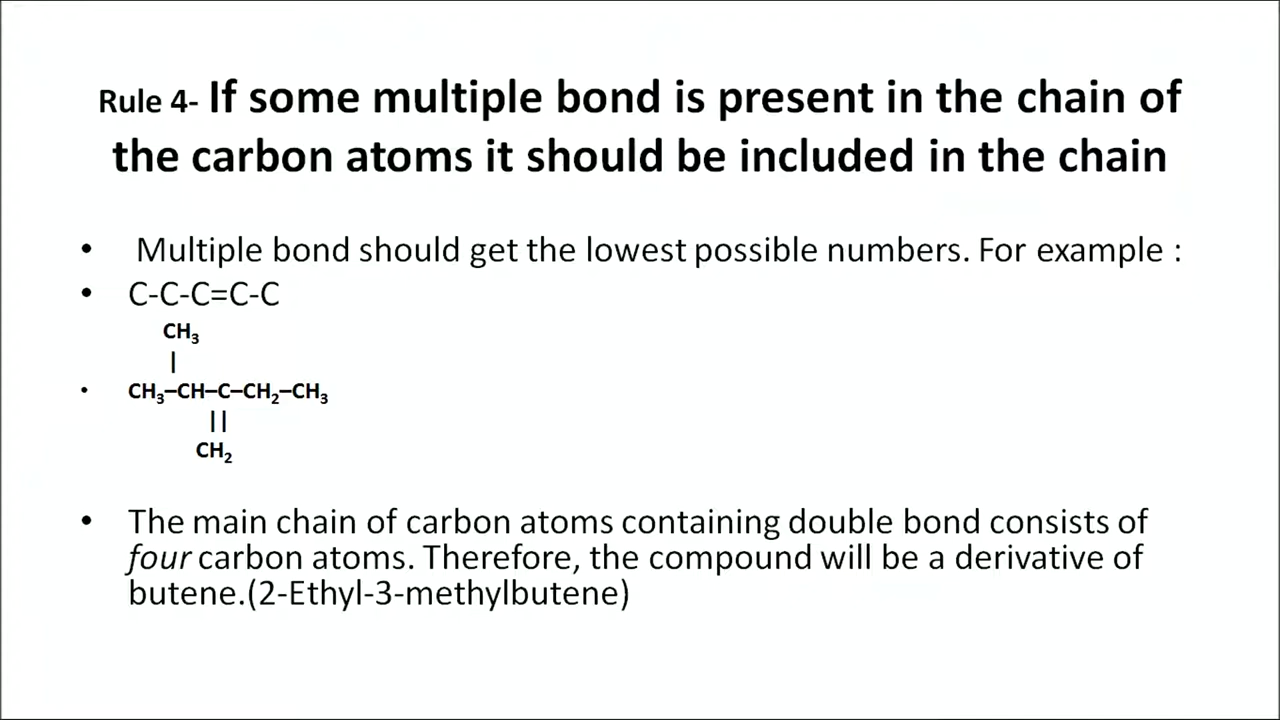 Rule 4- If some multiple bond is present in the chain of
the carbon atoms it should be included in the chain
• Multiple bond should get the lowest possible numbers. For example :
• C-C-C=C-C
CH₃
|
• CH₃–CH–C–CH₂–CH₃
||
CH₂
• The main chain of carbon atoms containing double bond consists of
four carbon atoms. Therefore, the compound will be a derivative of
butene.(2-Ethyl-3-methylbutene)